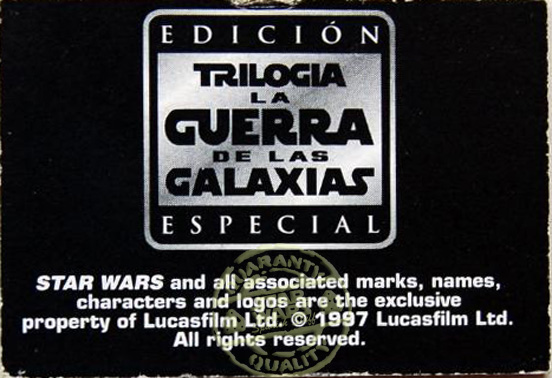 EDICIÓN
TRILOGIA
LA
GUERRA
DE LAS
GALAXIAS
ESPECIAL
STAR WARS and all associated marks, names,
characters and logos are the exclusive
property of Lucasfilm Ltd. © 1997 Lucasfilm Ltd.
All rights reserved.
QUALITY